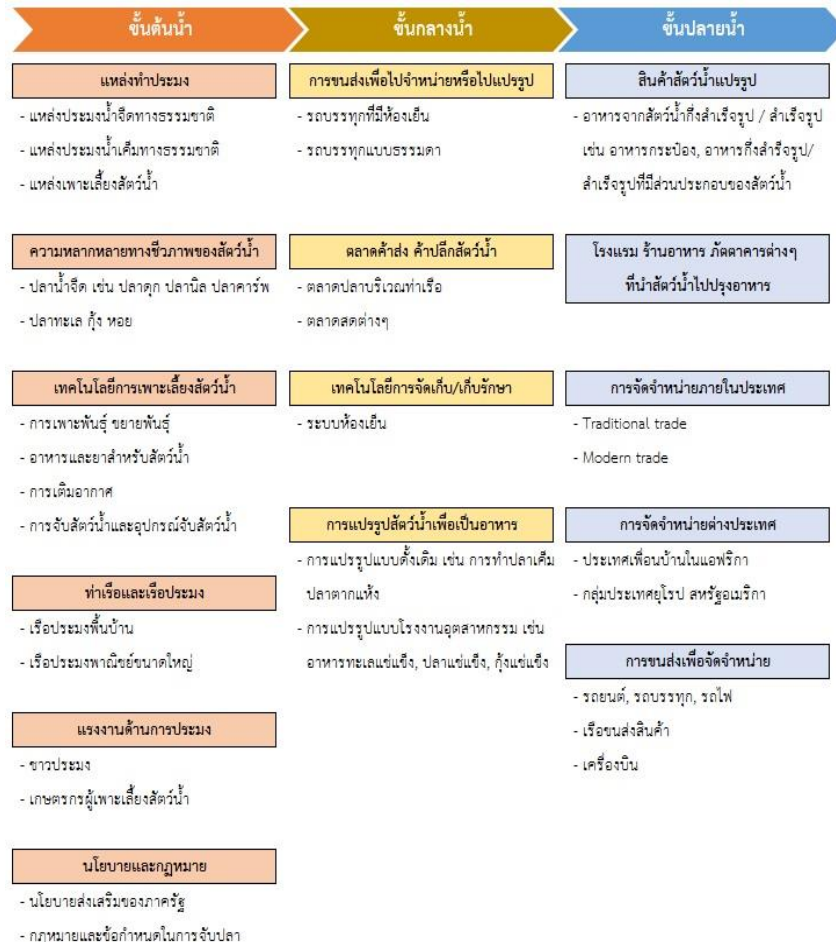 ขั้นต้นน้ำ
ขั้นกลางน้ำ
ขั้นปลายน้ำ
แหล่งทำประมง
- แหล่งประมงน้ำจืดทางธรรมชาติ
- แหล่งประมงน้ำเค็มทางธรรมชาติ
- แหล่งเพาะเลี้ยงสัตว์น้ำ
ความหลากหลายทางชีวภาพของสัตว์น้ำ
- ปลาน้ำจืด เช่น ปลาดุก ปลานิล ปลาคาร์พ
- ปลาทะเล กุ้ง หอย
เทคโนโลยีการเพาะเลี้ยงสัตว์น้ำ
- การเพาะพันธุ์ ขยายพันธุ์
- อาหารและยาสำหรับสัตว์น้ำ
- การเติมอากาศ
- การจับสัตว์น้ำและอุปกรณ์จับสัตว์น้ำ
ท่าเรือและเรือประมง
- เรือประมงพื้นบ้าน
- เรือประมงพาณิชย์ขนาดใหญ่
แรงงานด้านการประมง
- ชาวประมง
- เกษตรกรผู้เพาะเลี้ยงสัตว์น้ำ
นโยบายและกฎหมาย
- นโยบายส่งเสริมของภาครัฐ
- กฎหมายและข้อกำหนดในการจับปลา
การขนส่งเพื่อไปจำหน่ายหรือไปแปรรูป
- รถบรรทุกที่มีห้องเย็น
- รถบรรทุกแบบธรรมดา
ตลาดค้าส่ง ค้าปลีกสัตว์น้ำ
- ตลาดปลาบริเวณท่าเรือ
- ตลาดสดต่างๆ
เทคโนโลยีการจัดเก็บ/เก็บรักษา
- ระบบห้องเย็น
การแปรรูปสัตว์น้ำเพื่อเป็นอาหาร
- การแปรรูปแบบดั้งเดิม เช่น การทำปลาเค็ม
ปลาตากแห้ง
- การแปรรูปแบบโรงงานอุตสาหกรรม เช่น
อาหารทะเลแช่แข็ง, ปลาแช่แข็ง, กุ้งแช่แข็ง
สินค้าสัตว์น้ำแปรรูป
- อาหารจากสัตว์น้ำกึ่งสำเร็จรูป / สำเร็จรูป
เช่น อาหารกระป๋อง, อาหารกึ่งสำร็จรูป/
สำเร็จรูปที่มีส่วนประกอบของสัตว์น้ำ
โรงแรม ร้านอาหาร ภัตตาคารต่างๆ
ที่นำสัตว์น้ำไปปรุงอาหาร
การจัดจำหน่ายภายในประเทศ
- Traditional trade
- Modern trade
การจัดจำหน่ายต่างประเทศ
- ประเทศเพื่อนบ้านในแอฟริกา
- กลุ่มประเทศยุโรป สหรัฐอเมริกา
การขนส่งเพื่อจัดจำหน่าย
- รถยนต์, รถบรรทุก, รถไฟ
- เรือขนส่งสินค้า
- เครื่องบิน